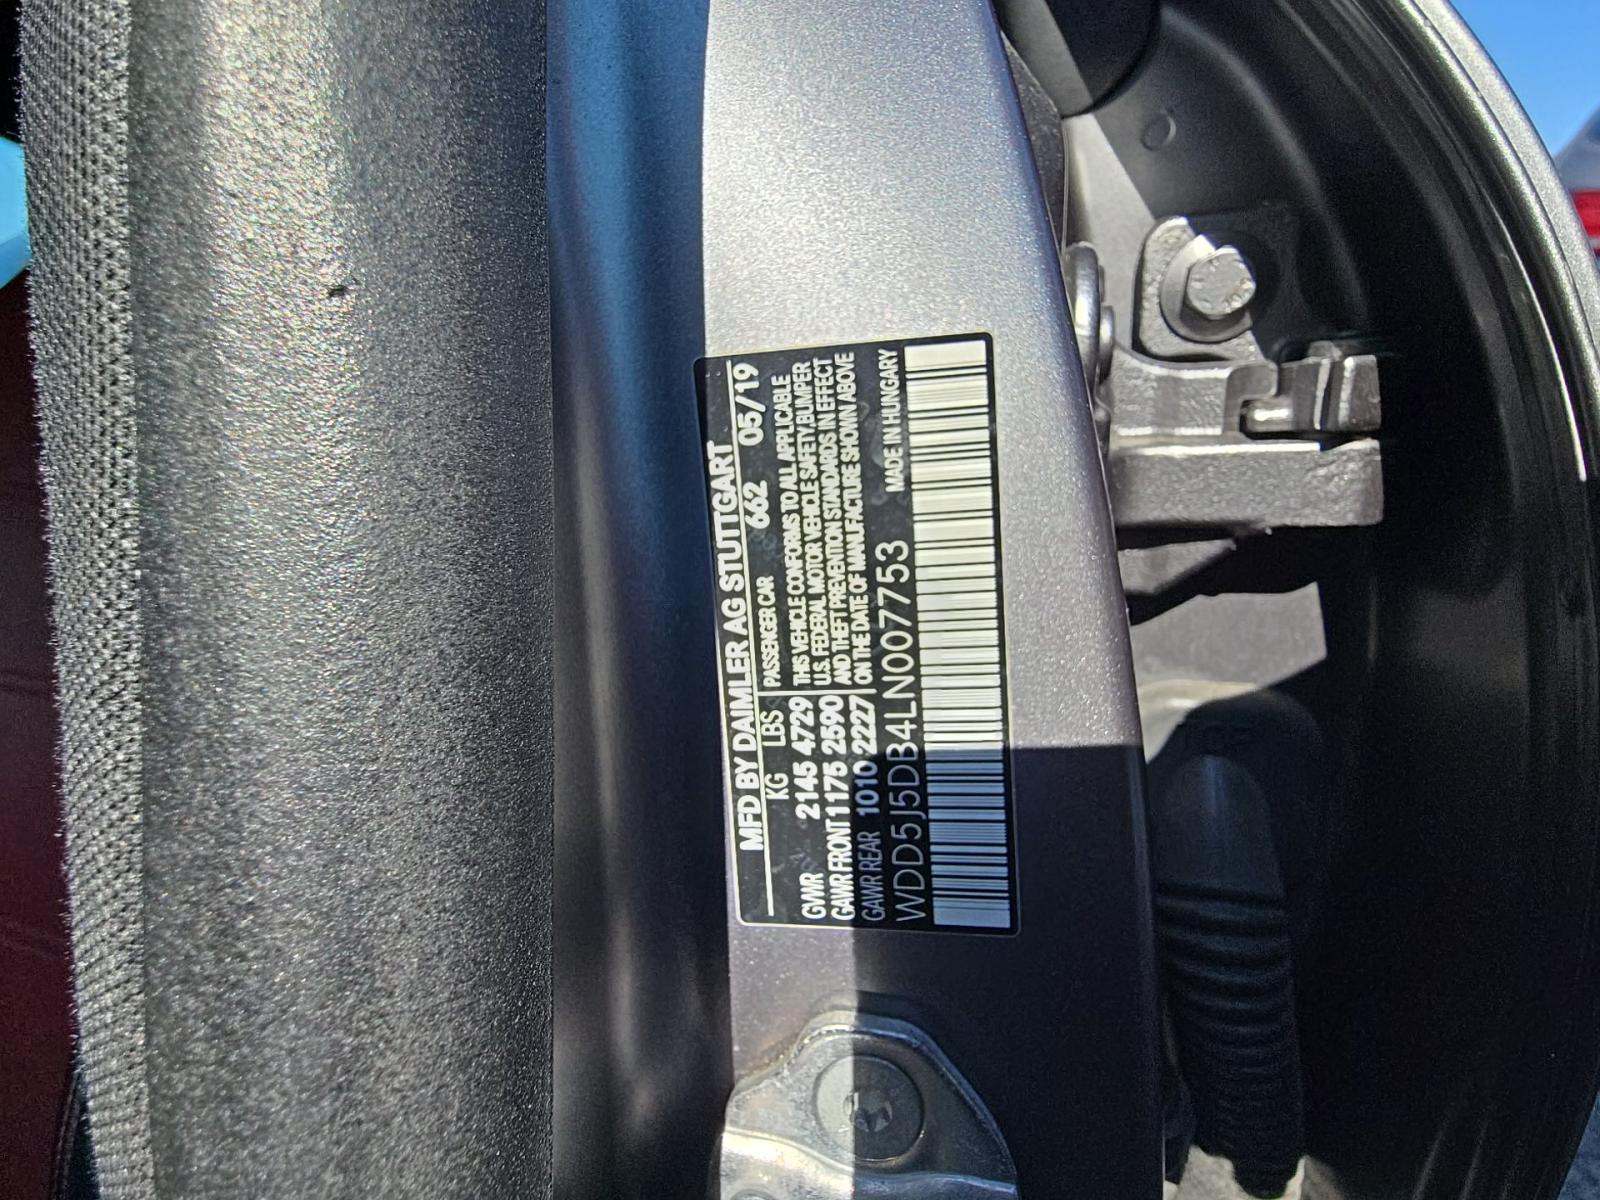 MFD BY DAIMLER AG STUTTGART
KG LBS PASSENGER CAR 662 05/19
GVWR 2145 4729 THIS VEHICLE CONFORMS TO ALL APPLICABLE
GAWR FRONT 1175 2590 U.S. FEDERAL MOTOR VEHICLE SAFETY, BUMPER
GAWR REAR 1010 2227 AND THEFT PREVENTION STANDARDS IN EFFECT
ON THE DATE OF MANUFACTURE SHOWN ABOVE
WDD5J5DB4LN007753 MADE IN HUNGARY